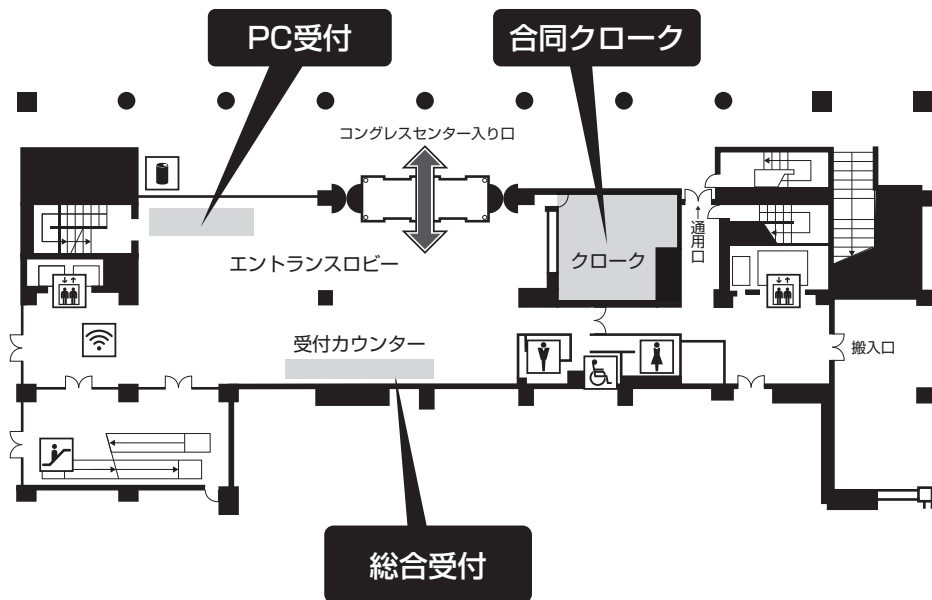 PC受付
合同クローク
コングレスセンター入り口
↑通用口
エントランスロビー
クローク
受付カウンター
搬入口
総合受付